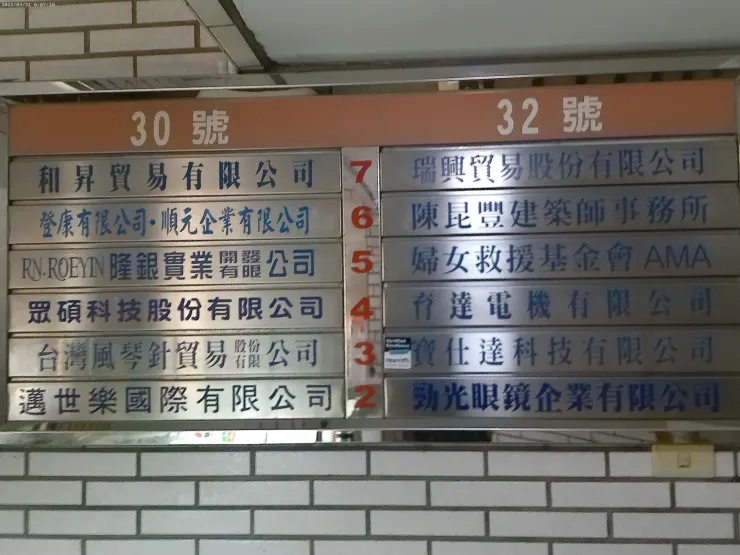 30 號
32 號
和昇貿易有限公司 7 瑞興貿易股份有限公司
登康有限公司·順元企業有限公司 6 陳昆豐建築師事務所
RN·ROEYIN 隆銀實業開發有限公司 5 婦女救援基金會AMA
眾碩科技股份有限公司 4 育達電機有限公司
台灣風琴針貿易股份有限公司 3 寶仕達科技有限公司
邁世樂國際有限公司 2 勁光眼鏡企業有限公司